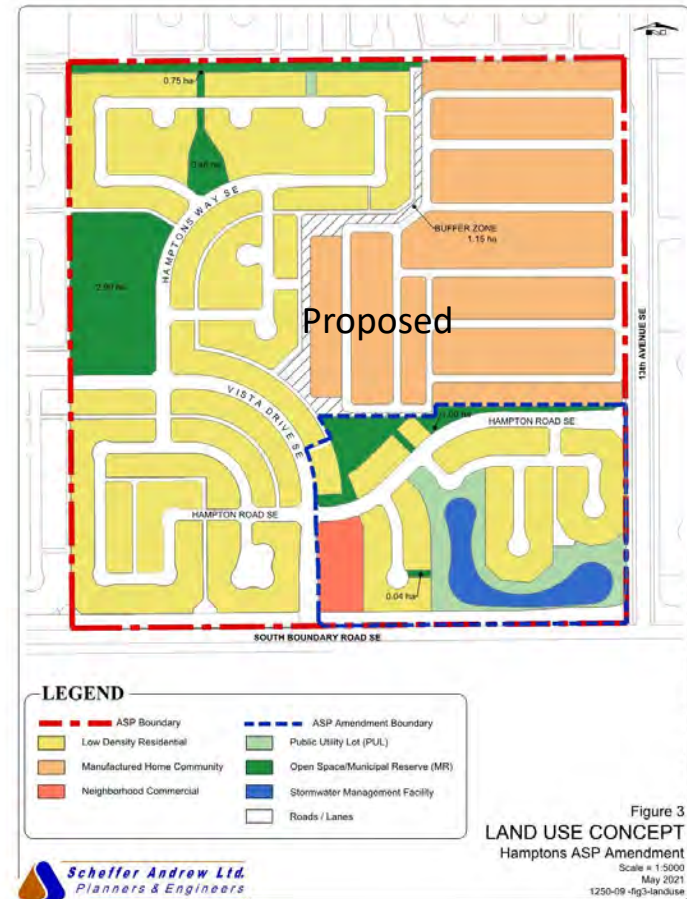 0.75 ha
HAMPTONS WAY SE
BUFFER ZONE
1.15 ha
Proposed
13th AVENUE SE
VISTA DRIVE SE
HAMPTON ROAD SE
HAMPTON ROAD SE
0.04 ha
SOUTH BOUNDARY ROAD SE
LEGEND
ASP Boundary
ASP Amendment Boundary
Low Density Residential
Public Utility Lot (PUL)
Manufactured Home Community
Open Space/Municipal Reserve (MR)
Neighborhood Commercial
Stormwater Management Facility
Roads / Lanes
Figure 3
LAND USE CONCEPT
Hamptons ASP Amendment
Scale = 1:5000
May 2021
1250-09 -fig3-landuse
Scheffer Andrew Ltd.
Planners & Engineers